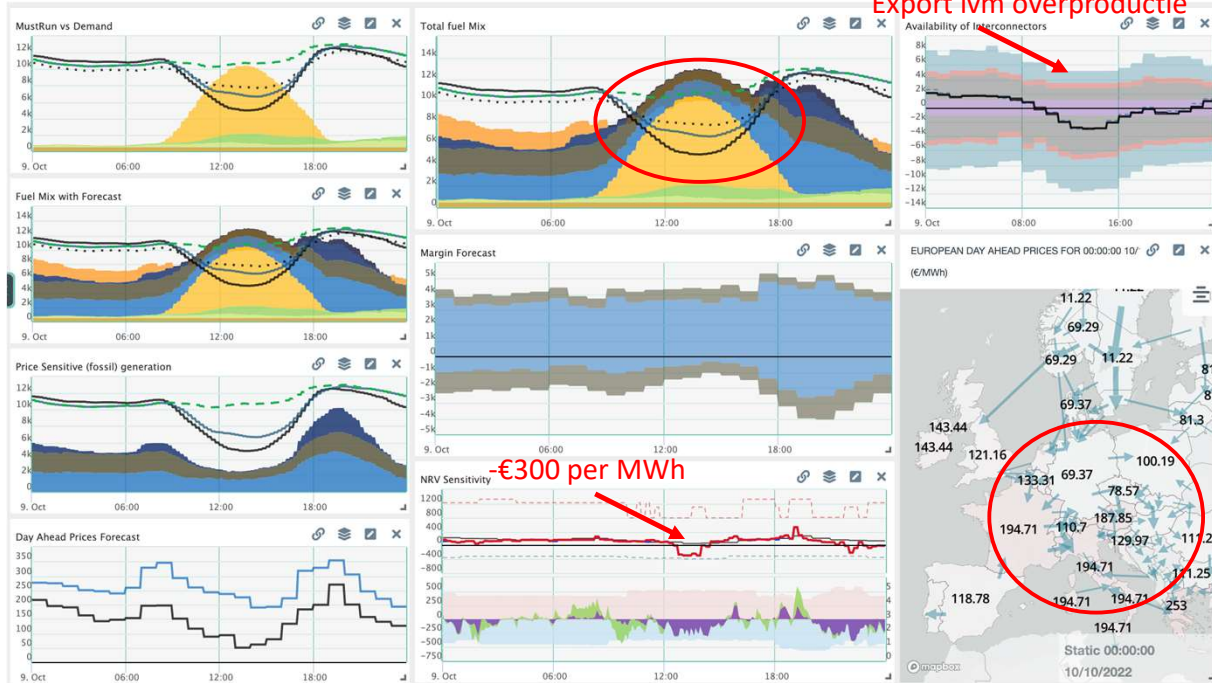 Export ivm overproductie
MustRun vs Demand
12k
10k
8k
6k
4k
2k
0
9. Oct 06:00 12:00 18:00
Fuel Mix with Forecast
14k
12k
10k
8k
6k
4k
2k
0
9. Oct 06:00 12:00 18:00
Price Sensitive (fossil) generation
12k
10k
8k
6k
4k
2k
0
9. Oct 06:00 12:00 18:00
Day Ahead Prices Forecast
350
300
250
200
150
100
50
0
9. Oct 06:00 12:00 18:00
Total fuel Mix
14k
12k
10k
8k
6k
4k
2k
0
9. Oct 06:00 12:00 18:00
Margin Forecast
5k
4k
3k
2k
1k
0
-1k
-2k
-3k
-4k
-5k
9. Oct 06:00 12:00 18:00
-€300 per MWh
NRV Sensitivity
1200
800
400
0
-400
-800
500
250
0
-250
-500
-750
5
4
3
2
1
0
9. Oct 06:00 12:00 18:00
Availability of Interconnectors
8k
6k
4k
2k
0
-2k
-4k
-6k
-8k
-10k
-12k
-14k
9. Oct 08:00 16:00
EUROPEAN DAY AHEAD PRICES FOR 00:00:00 10/
(€/MWh)
11.22
69.29
69.29 11.22
69.37
81.3
143.44
143.44
121.16
133.31
69.37
100.19
78.57
194.71
110.7
187.85
129.97
194.71
111.25
118.78
194.71
194.71
253
194.71
Static 00:00:00
10/10/2022
mapbox